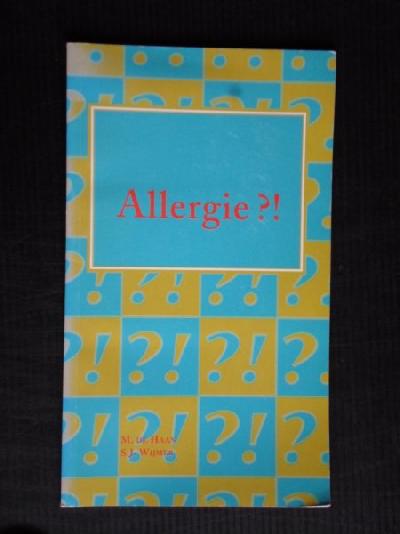 Allergie ?!
M. de Haan
S.J.